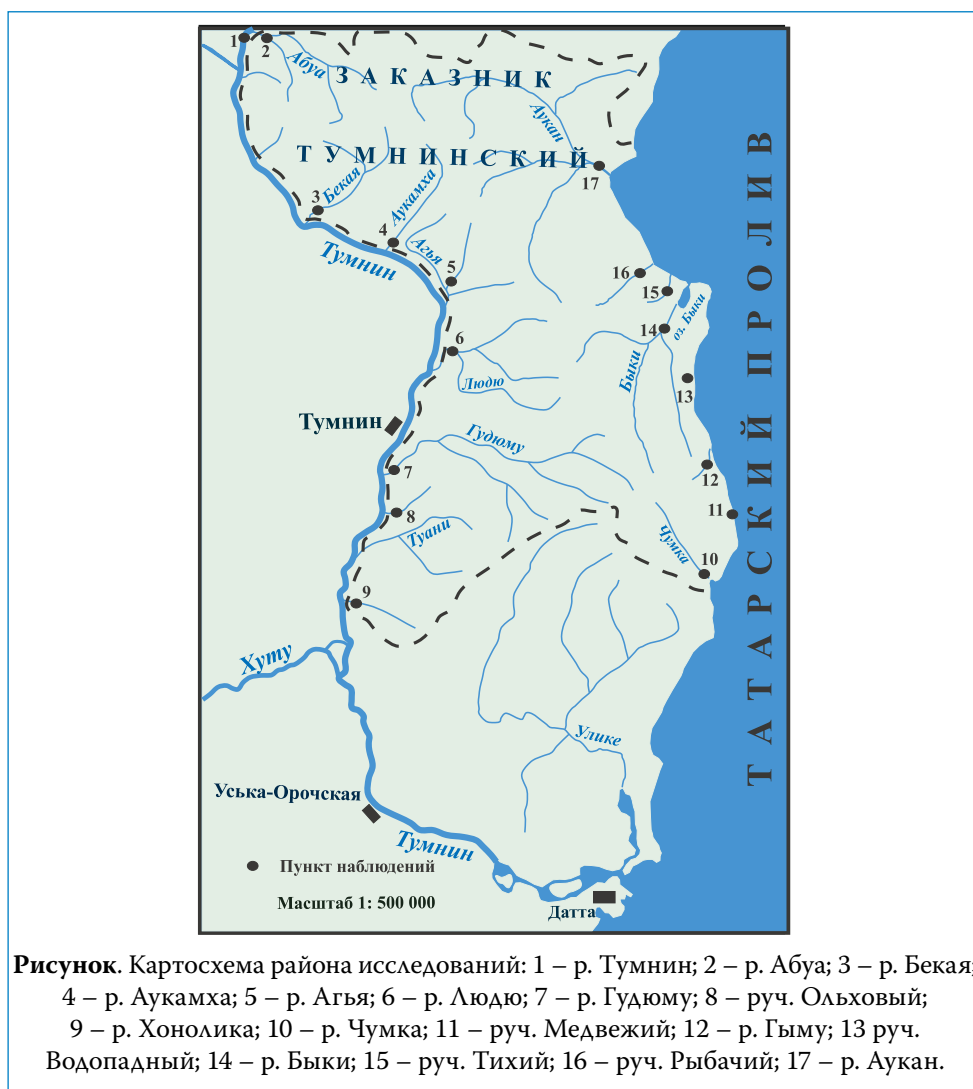 1
2
Абуа
ЗАКАЗНИК
Аукан
ТУМНИНСКИЙ
17
3
Бекая
4
Аукамха
Агья
Тумнин
5
16
15
оз. Быки
14
6
Быки
Людю
13
Тумнин
Гудюму
7
12
8
11
Туани
Чумка
10
9
Хуту
ТАТАРСКИЙ ПРОЛИВ
Улике
Уська-Орочская
Тумнин
Пункт наблюдений
Масштаб 1: 500 000
Датта
Рисунок. Картосхема района исследований: 1 – р. Тумнин; 2 – р. Абуа; 3 – р. Бекая;
4 – р. Аукамха; 5 – р. Агья; 6 – р. Людю; 7 – р. Гудюму; 8 – руч. Ольховый;
9 – р. Хонолика; 10 – р. Чумка; 11 – руч. Медвежий; 12 – р. Гыму; 13 руч.
Водопадный; 14 – р. Быки; 15 – руч. Тихий; 16 – руч. Рыбачий; 17 – р. Аукан.